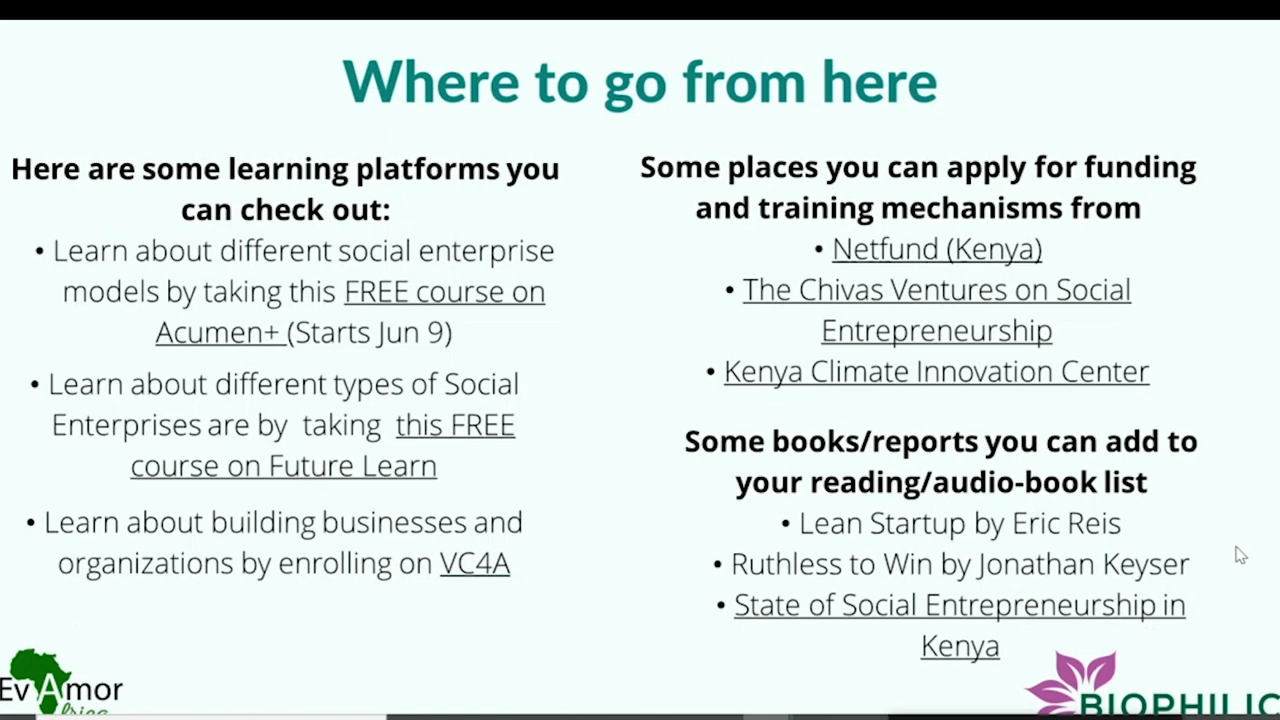 Where to go from here
Here are some learning platforms you
can check out:
• Learn about different social enterprise
models by taking this FREE course on
Acumen+ (Starts Jun 9)
• Learn about different types of Social
Enterprises are by taking this FREE
course on Future Learn
• Learn about building businesses and
organizations by enrolling on VC4A
Some places you can apply for funding
and training mechanisms from
• Netfund (Kenya)
• The Chivas Ventures on Social
Entrepreneurship
• Kenya Climate Innovation Center
Some books/reports you can add to
your reading/audio-book list
• Lean Startup by Eric Reis
• Ruthless to Win by Jonathan Keyser
• State of Social Entrepreneurship in
Kenya
EvAmor
BIOPHILIC